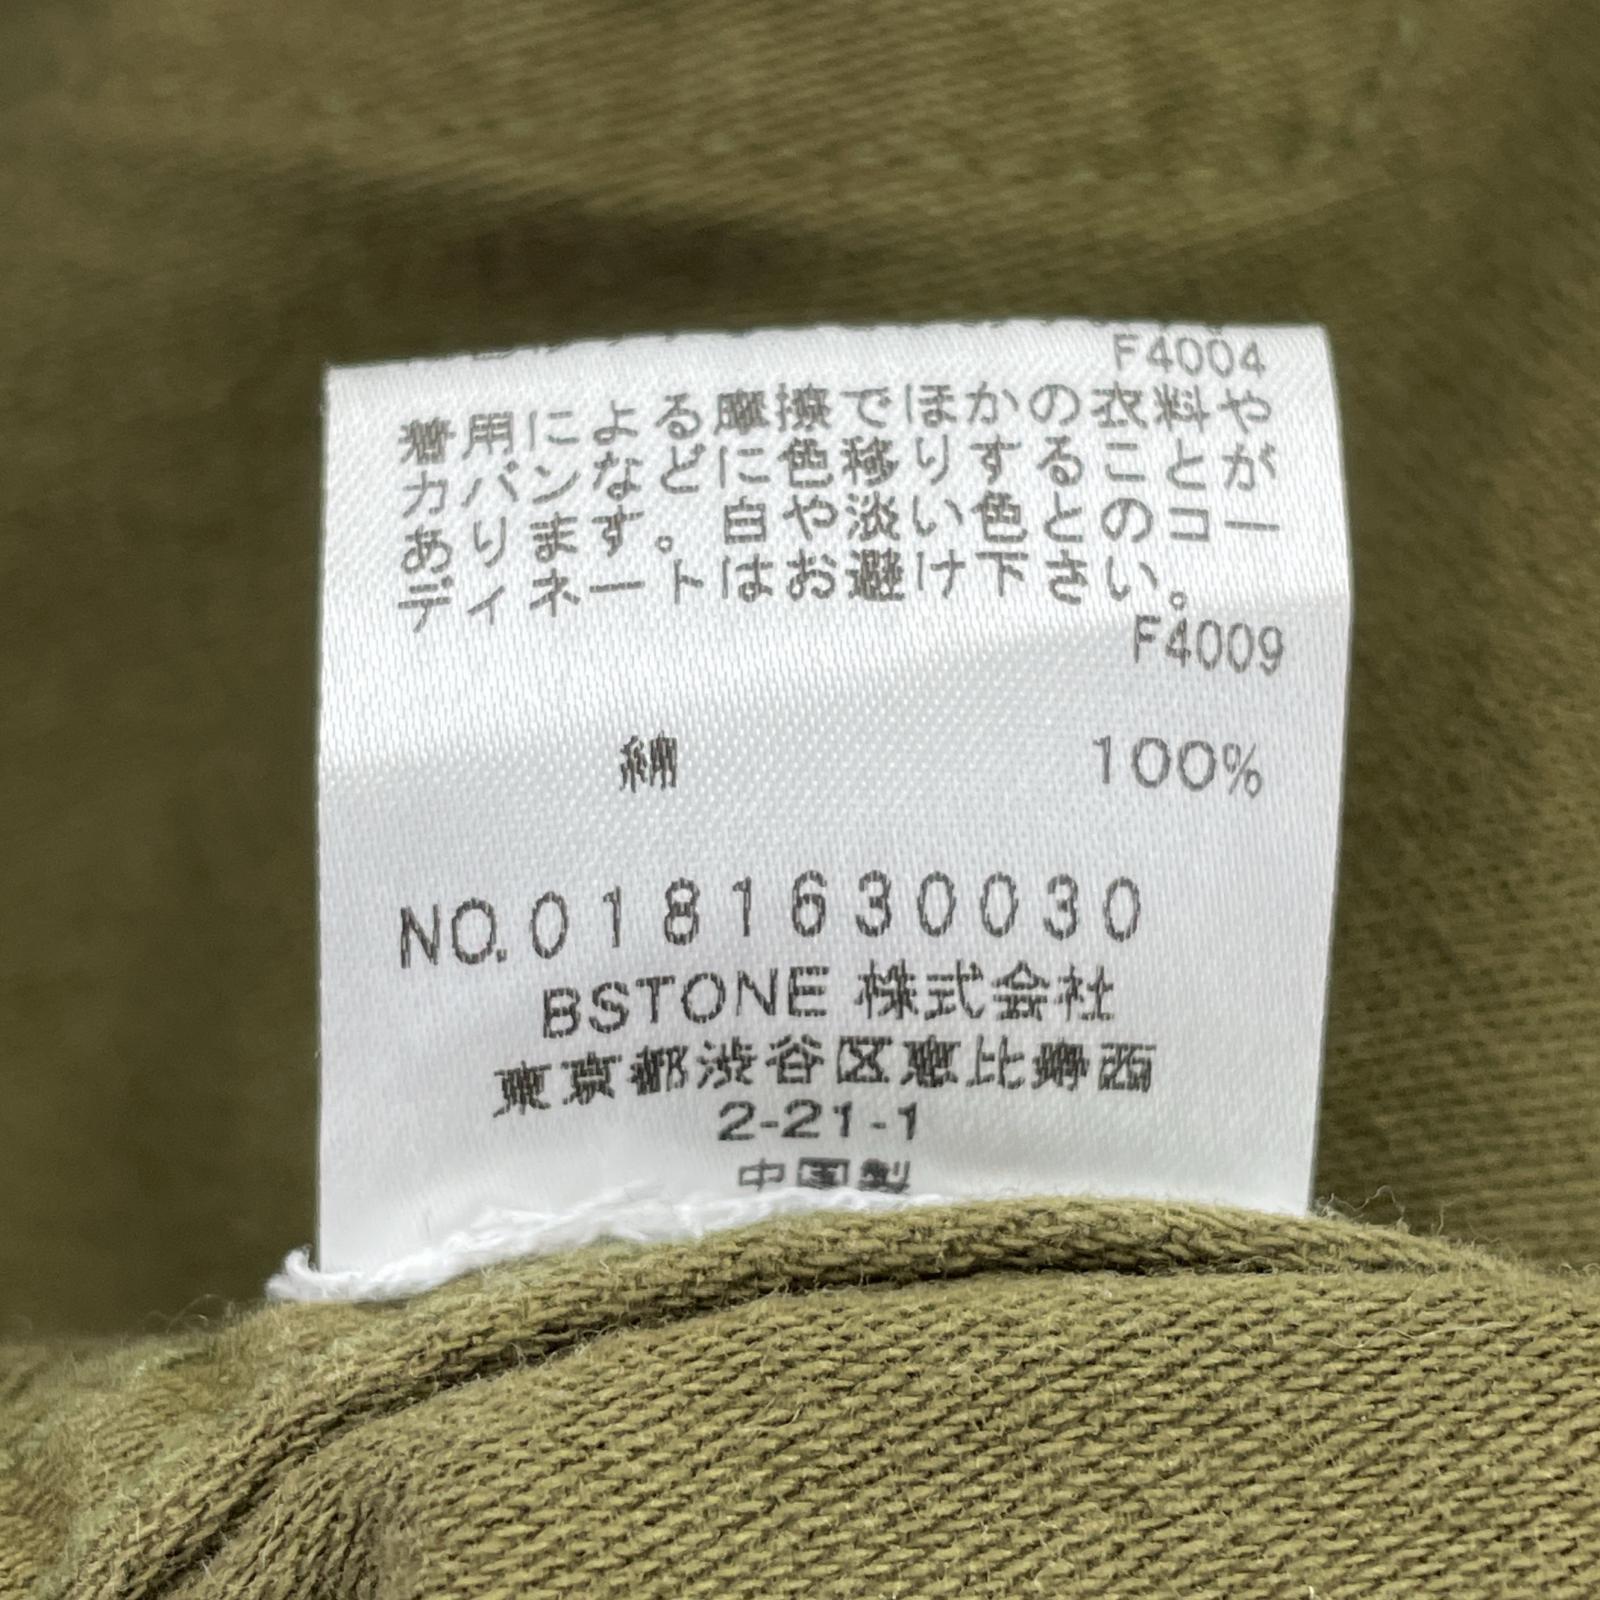 F4004
着用による摩擦でほかの衣料や
カバンなどに色移りすることが
あります。白や淡い色とのコー
ディネートはお避け下さい。
F4009
綿 100%
NO.0181630030
BSTONE 株式会社
東京都渋谷区恵比寿西
2-21-1
中国製